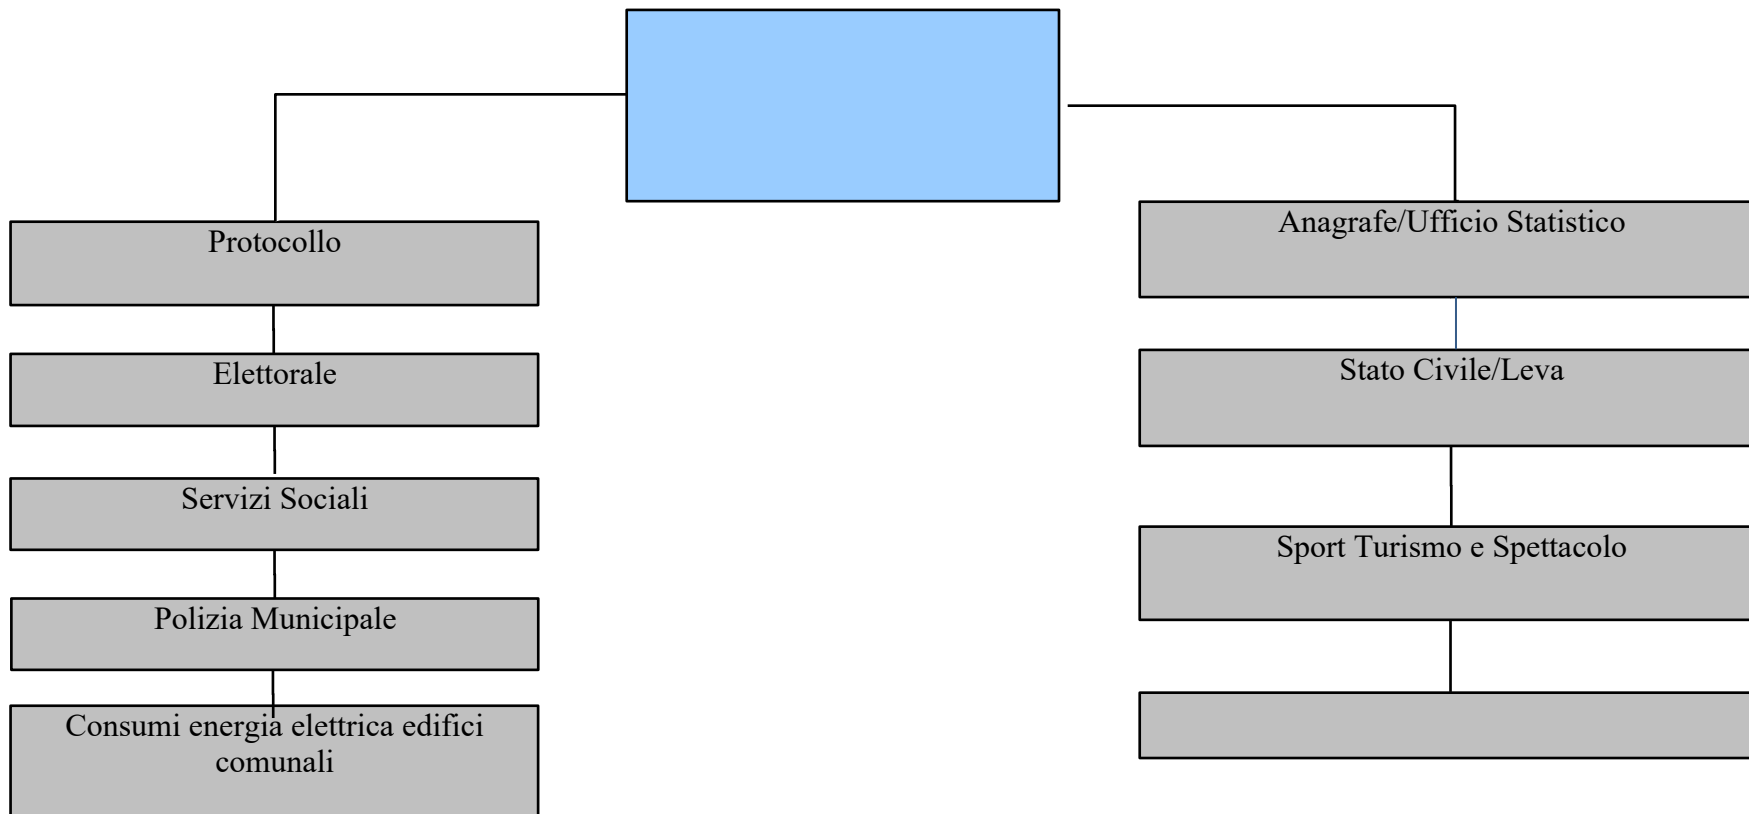 Protocollo
Elettorale
Servizi Sociali
Polizia Municipale
Consumi energia elettrica edifici
comunali
Anagrafe/Ufficio Statistico
Stato Civile/Leva
Sport Turismo e Spettacolo